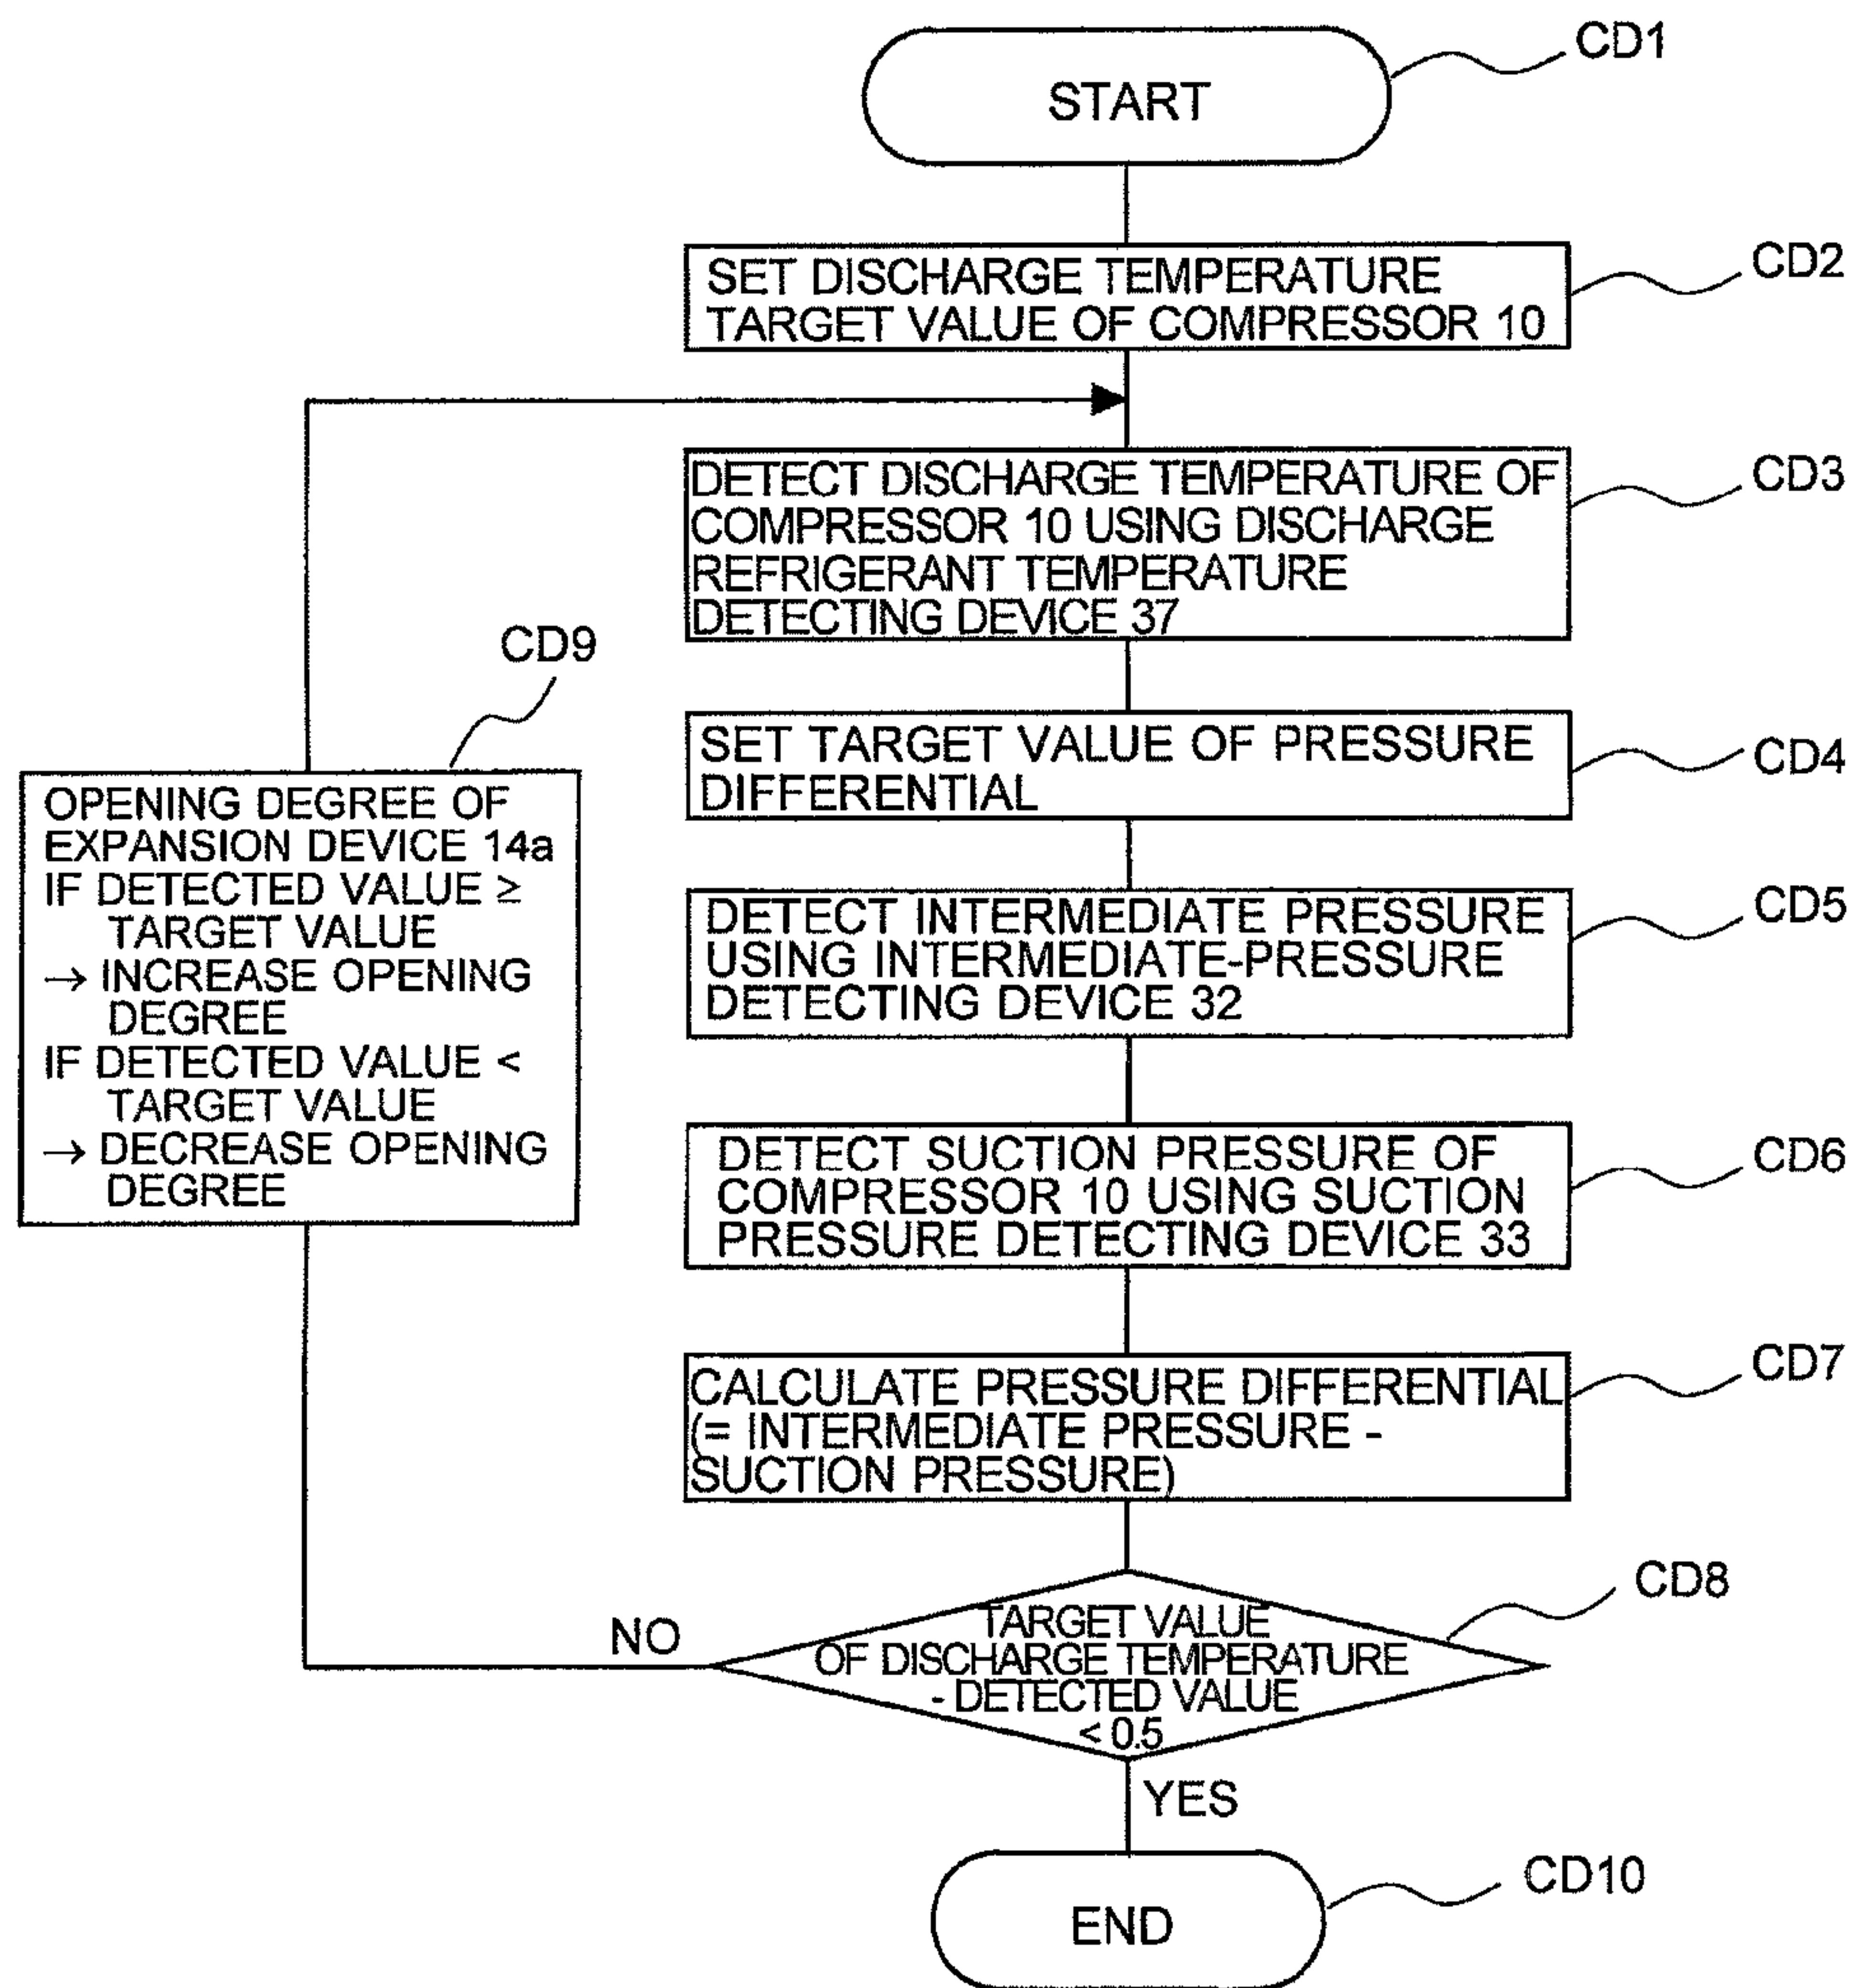 START
CD1
SET DISCHARGE TEMPERATURE
TARGET VALUE OF COMPRESSOR 10
CD2
DETECT DISCHARGE TEMPERATURE OF
COMPRESSOR 10 USING DISCHARGE
REFRIGERANT TEMPERATURE
DETECTING DEVICE 37
CD3
SET TARGET VALUE OF PRESSURE
DIFFERENTIAL
CD4
DETECT INTERMEDIATE PRESSURE
USING INTERMEDIATE-PRESSURE
DETECTING DEVICE 32
CD5
DETECT SUCTION PRESSURE OF
COMPRESSOR 10 USING SUCTION
PRESSURE DETECTING DEVICE 33
CD6
CALCULATE PRESSURE DIFFERENTIAL
(= INTERMEDIATE PRESSURE -
SUCTION PRESSURE)
CD7
TARGET VALUE
OF DISCHARGE TEMPERATURE
- DETECTED VALUE
< 0.5
CD8
NO
CD9
OPENING DEGREE OF
EXPANSION DEVICE 14a
IF DETECTED VALUE ≥
TARGET VALUE
→ INCREASE OPENING
DEGREE
IF DETECTED VALUE <
TARGET VALUE
→ DECREASE OPENING
DEGREE
YES
END
CD10